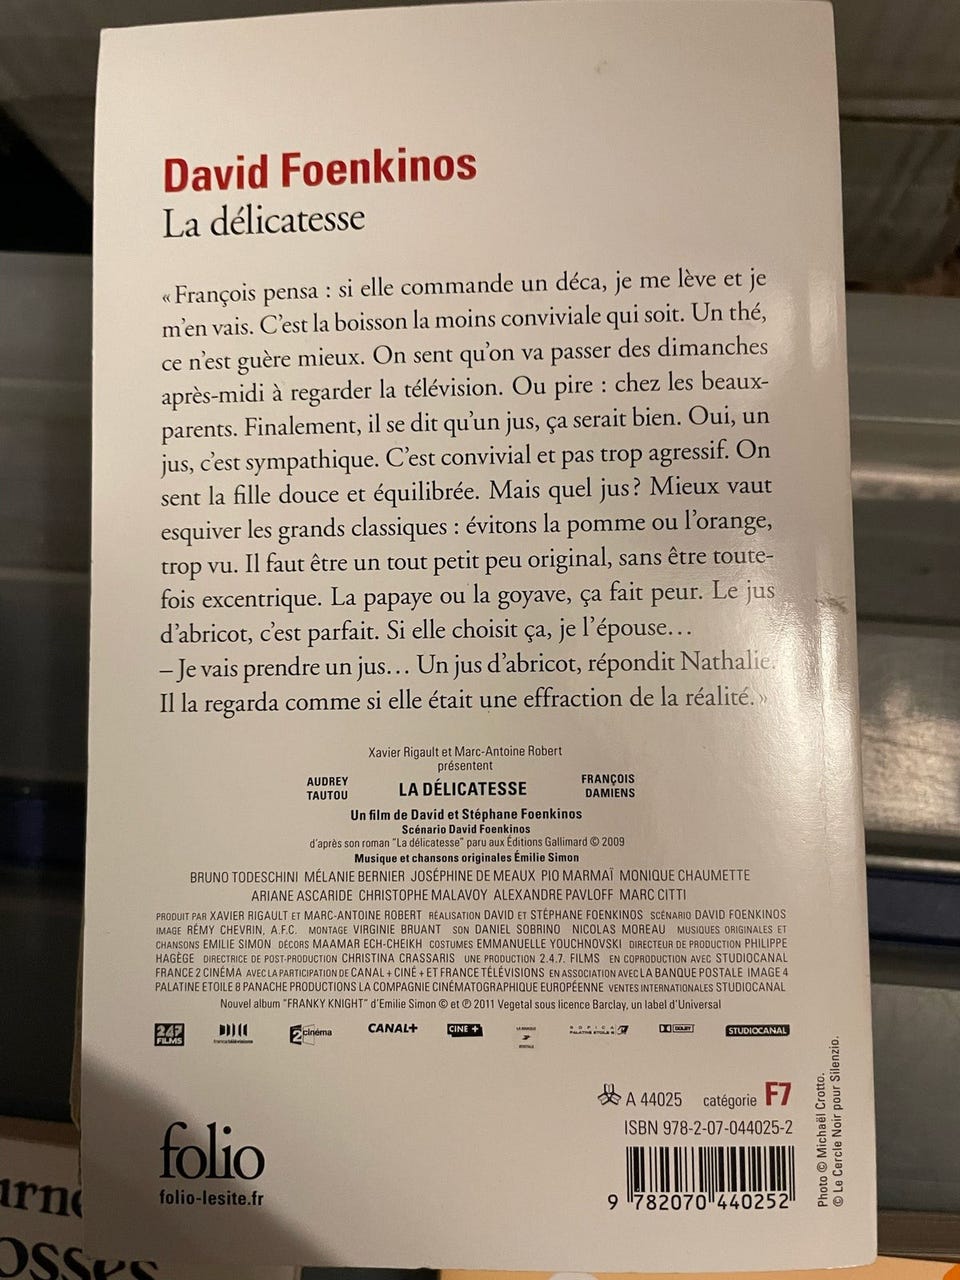 David Foenkinos
La délicatesse
« François pensa : si elle commande un déca, je me lève et je
m'en vais. C'est la boisson la moins conviviale qui soit. Un thé,
ce n'est guère mieux. On sent qu'on va passer des dimanches
après-midi à regarder la télévision. Ou pire : chez les beaux-
parents. Finalement, il se dit qu'un jus, ça serait bien. Oui, un
jus, c'est sympathique. C'est convivial et pas trop agressif. On
sent la fille douce et équilibrée. Mais quel jus ? Mieux vaut
esquiver les grands classiques : évitons la pomme ou l'orange,
trop vu. Il faut être un tout petit peu original, sans être toute-
fois excentrique. La papaye ou la goyave, ça fait peur. Le jus
d'abricot, c'est parfait. Si elle choisit ça, je l'épouse...
– Je vais prendre un jus... Un jus d'abricot, répondit Nathalie.
Il la regarda comme si elle était une effraction de la réalité. »
Xavier Rigault et Marc-Antoine Robert
présentent
AUDREY TAUTOU
LA DÉLICATESSE
FRANÇOIS DAMIENS
Un film de David et Stéphane Foenkinos
Scénario David Foenkinos
d'après son roman "La délicatesse" paru aux Éditions Gallimard © 2009
Musique et chansons originales Émilie Simon
BRUNO TODESCHINI MÉLANIE BERNIER JOSÉPHINE DE MEAUX PIO MARMAÏ MONIQUE CHAUMETTE
ARIANE ASCARIDE CHRISTOPHE MALAVOY ALEXANDRE PAVLOFF MARC CITTI
PRODUIT PAR XAVIER RIGAULT ET MARC-ANTOINE ROBERT RÉALISATION DAVID ET STÉPHANE FOENKINOS SCÉNARIO DAVID FOENKINOS
IMAGE RÉMY CHEVRIN, A.F.C. MONTAGE VIRGINIE BRUANT SON DANIEL SOBRINO NICOLAS MOREAU MUSIQUES ORIGINALES ET
CHANSONS EMILIE SIMON DÉCORS MAAMAR ECH-CHEIKH COSTUMES EMMANUELLE YOUCHNOVSKI DIRECTEUR DE PRODUCTION PHILIPPE
HAGÈGE DIRECTRICE DE POST-PRODUCTION CHRISTINA CRASSARIS UNE PRODUCTION 2.4.7. FILMS EN COPRODUCTION AVEC STUDIOCANAL
FRANCE 2 CINÉMA AVEC LA PARTICIPATION DE CANAL + CINÉ + ET FRANCE TÉLÉVISIONS EN ASSOCIATION AVEC LA BANQUE POSTALE IMAGE 4
PALATINE ETOILE 8 PANACHE PRODUCTIONS LA COMPAGNIE CINÉMATOGRAPHIQUE EUROPÉENNE VENTES INTERNATIONALES STUDIOCANAL
Nouvel album "FRANKY KNIGHT" d'Emilie Simon © et ℗ 2011 Vegetal sous licence Barclay, un label d'Universal
247 FILMS francetélévisions 2 cinéma CANAL+ CINE + DOLBY STUDIOCANAL
A 44025 catégorie F7
ISBN 978-2-07-044025-2
9 782070 440252
folio
folio-lesite.fr
Photo © Michaël Crotto.
© Le Cercle Noir pour Silenzio.